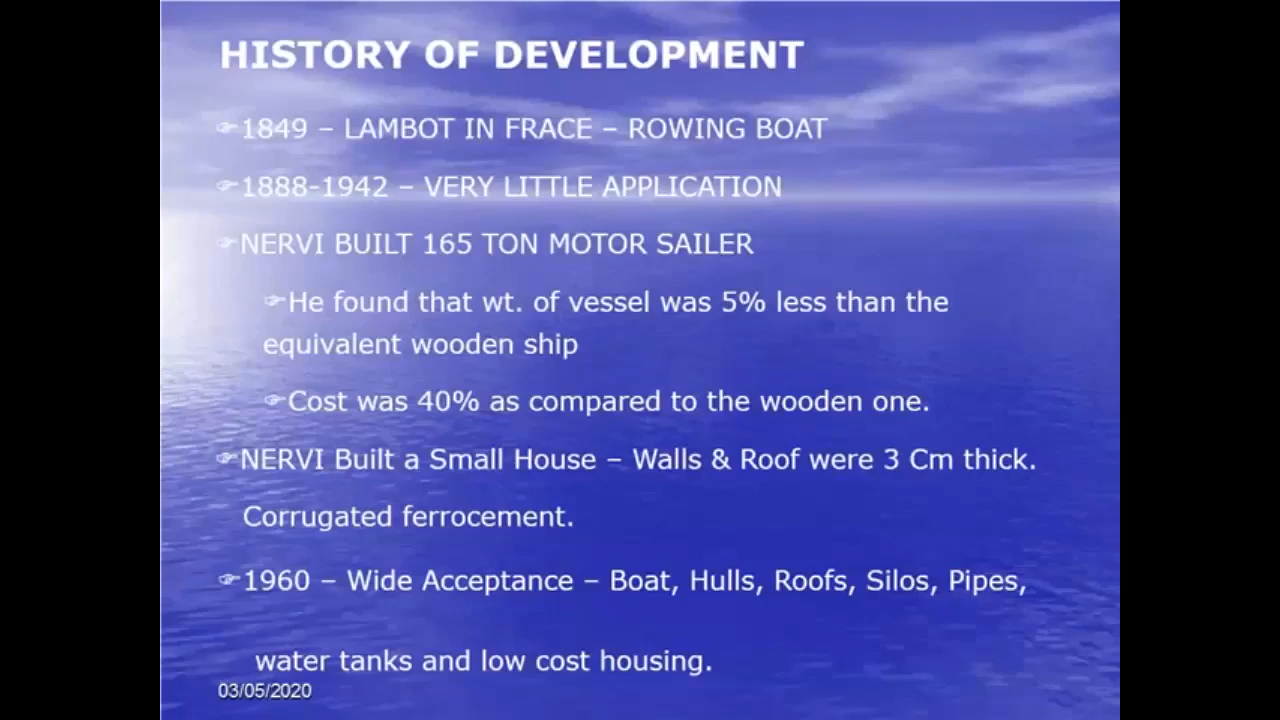 HISTORY OF DEVELOPMENT
☞1849 – LAMBOT IN FRACE – ROWING BOAT
☞1888-1942 – VERY LITTLE APPLICATION
☞NERVI BUILT 165 TON MOTOR SAILER
☞He found that wt. of vessel was 5% less than the
equivalent wooden ship
☞Cost was 40% as compared to the wooden one.
☞NERVI Built a Small House – Walls & Roof were 3 Cm thick.
Corrugated ferrocement.
☞1960 – Wide Acceptance – Boat, Hulls, Roofs, Silos, Pipes,
water tanks and low cost housing.
03/05/2020